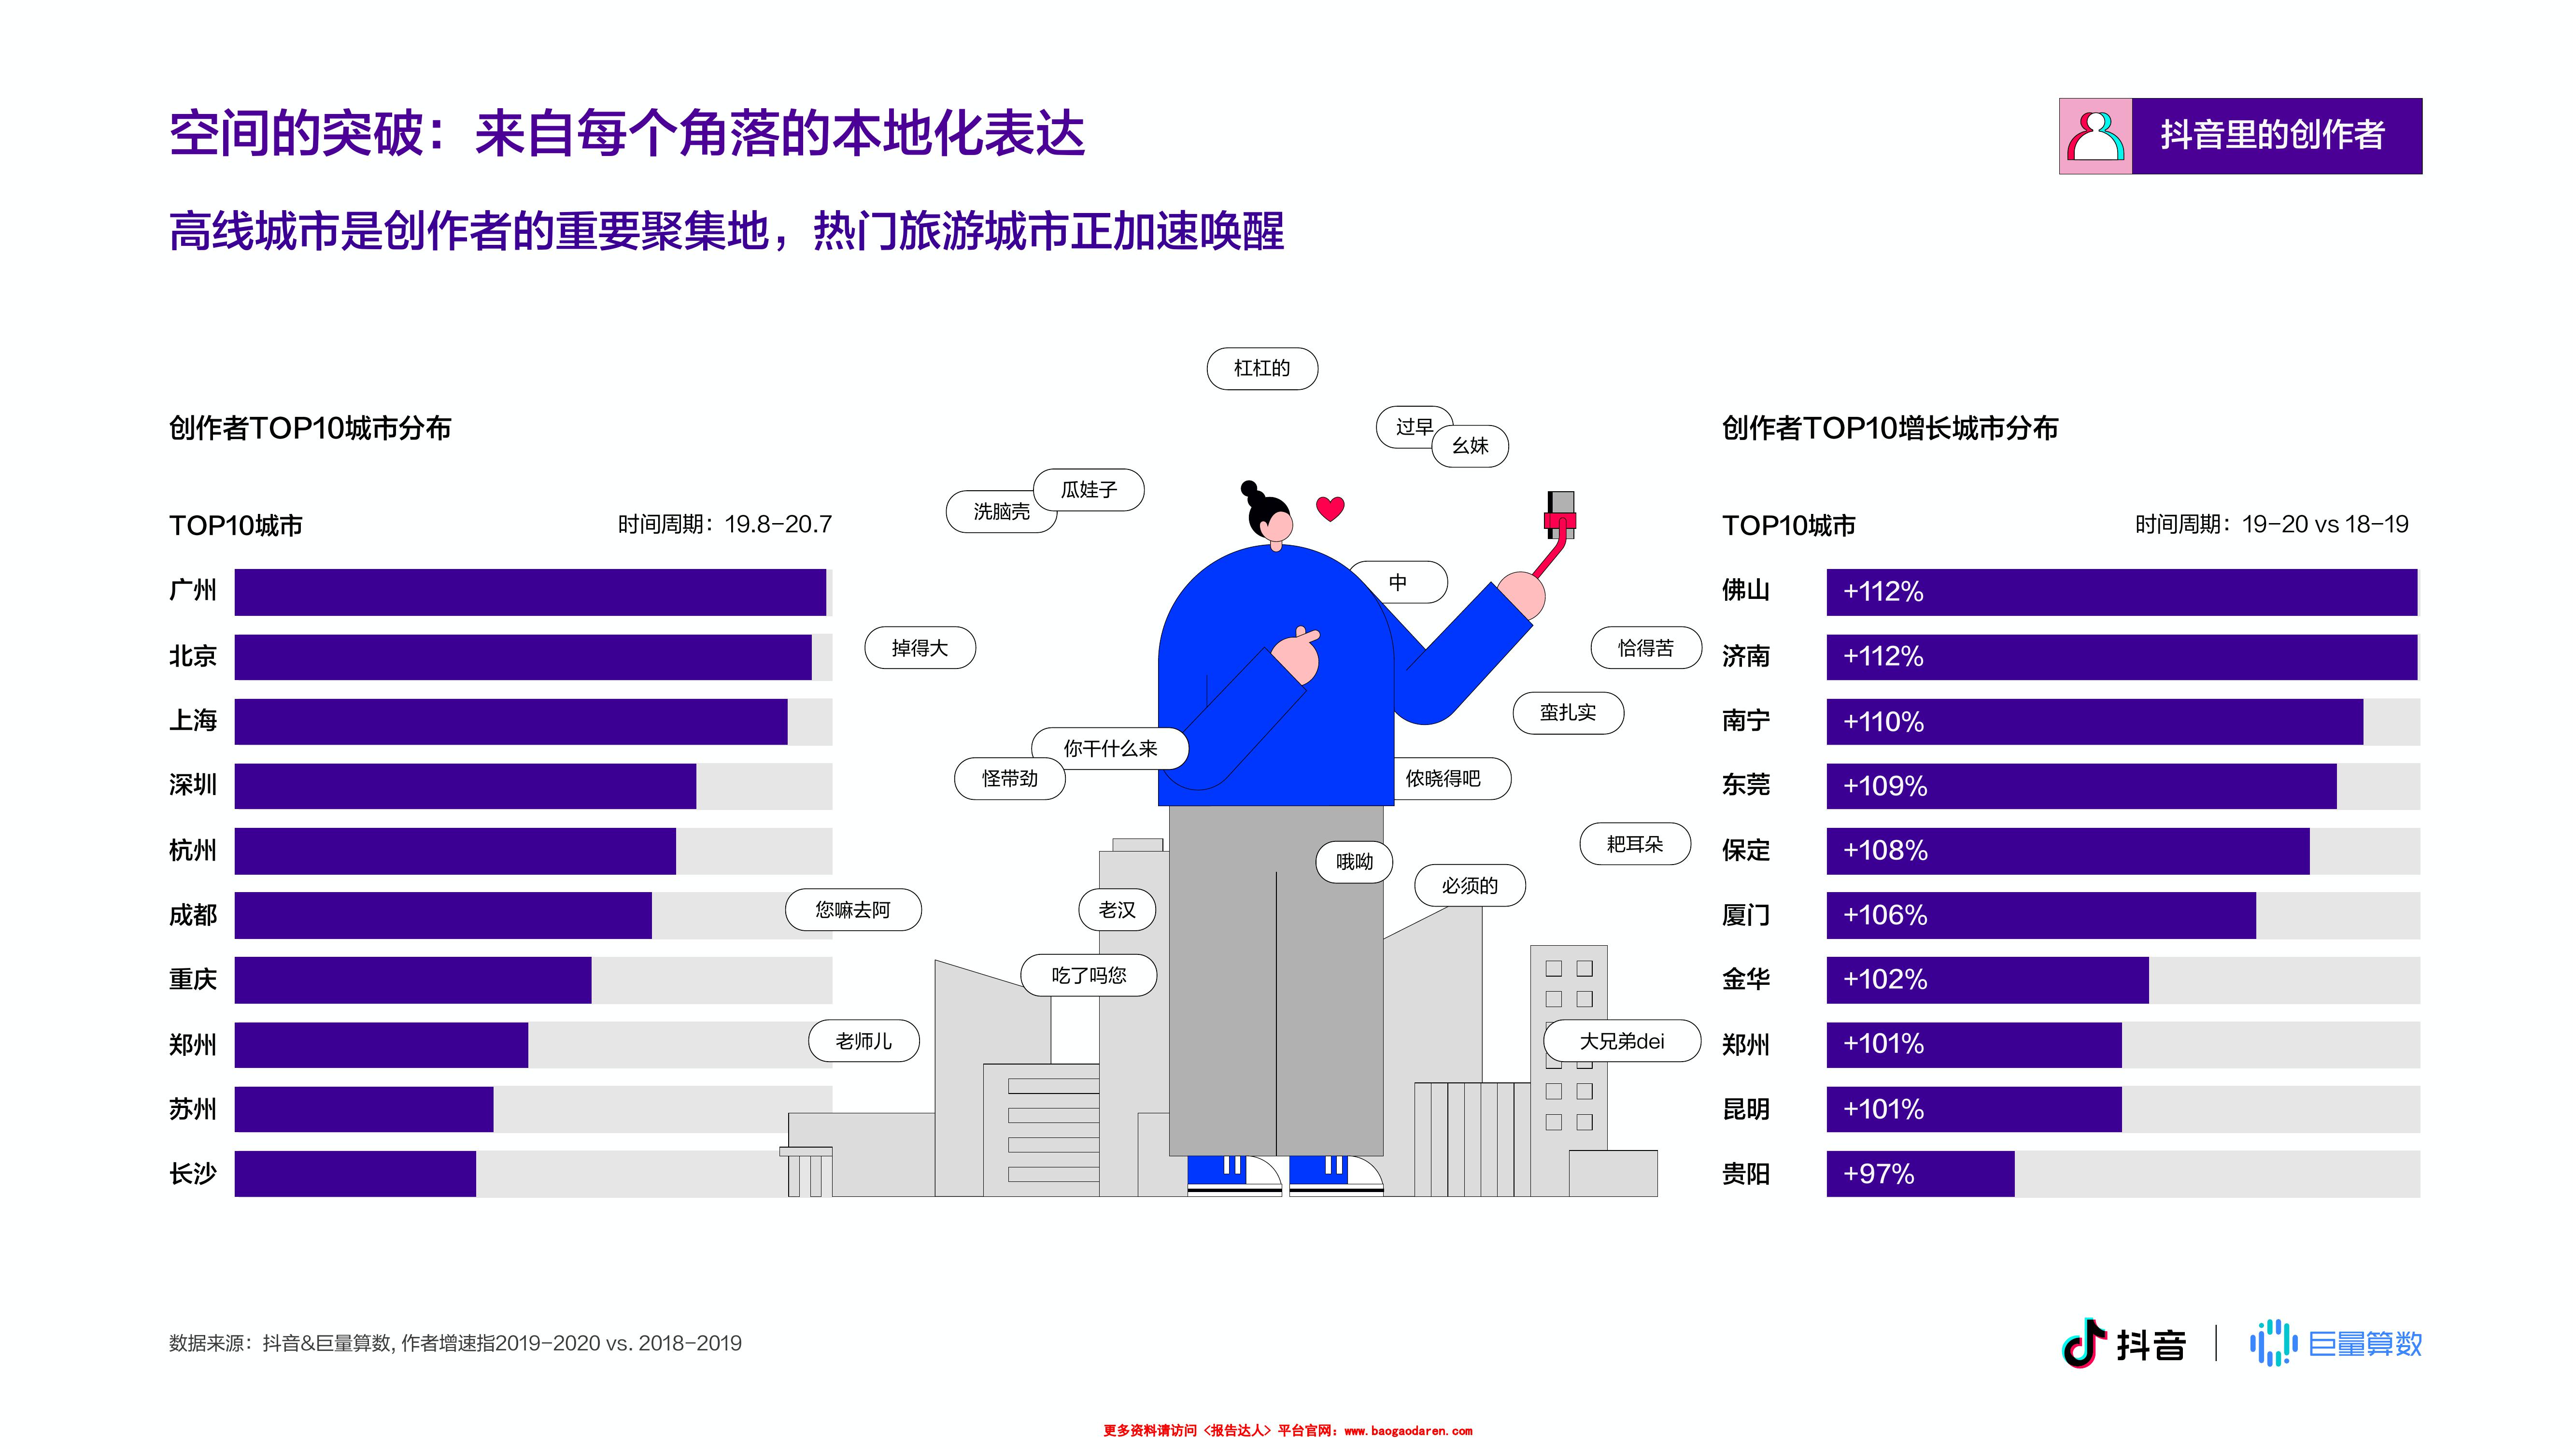 空间的突破：来自每个角落的本地化表达
抖音里的创作者
高线城市是创作者的重要聚集地，热门旅游城市正加速唤醒
创作者TOP10城市分布
TOP10城市
时间周期：19.8-20.7
广州
北京
上海
深圳
杭州
成都
重庆
郑州
苏州
长沙
杠杠的
过早
幺妹
瓜娃子
洗脑壳
中
掉得大
恰得苦
蛮扎实
你干什么来
怪带劲
侬晓得吧
耙耳朵
哦呦
必须的
您嘛去阿
老汉
吃了吗您
老师儿
大兄弟dei
创作者TOP10增长城市分布
TOP10城市
时间周期：19-20 vs 18-19
佛山 +112%
济南 +112%
南宁 +110%
东莞 +109%
保定 +108%
厦门 +106%
金华 +102%
郑州 +101%
昆明 +101%
贵阳 +97%
数据来源：抖音&巨量算数, 作者增速指2019-2020 vs. 2018-2019
抖音
巨量算数
更多资料请访问《报告达人》平台官网：www.baogaodaren.com